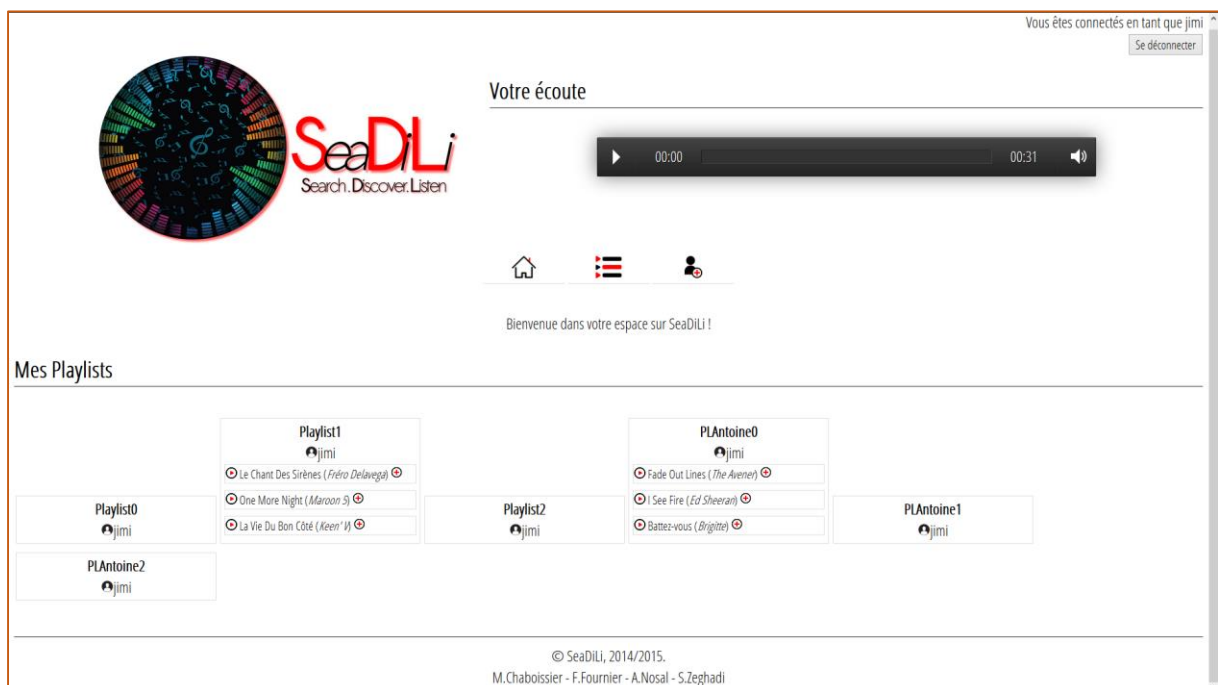 Vous êtes connectés en tant que jimi
Se déconnecter
SeaDiLi
Search.Discover.Listen
Votre écoute
00:00 00:31
Bienvenue dans votre espace sur SeaDiLi !
Mes Playlists
Playlist0
jimi
Playlist1
jimi
Le Chant Des Sirènes (Fréro Delavega)
One More Night (Maroon 5)
La Vie Du Bon Côté (Keen' V)
Playlist2
jimi
PLAntoine0
jimi
Fade Out Lines (The Avener)
I See Fire (Ed Sheeran)
Battez-vous (Brigitte)
PLAntoine1
jimi
PLAntoine2
jimi
© SeaDiLi, 2014/2015.
M.Chaboissier - F.Fournier - A.Nosal - S.Zeghadi